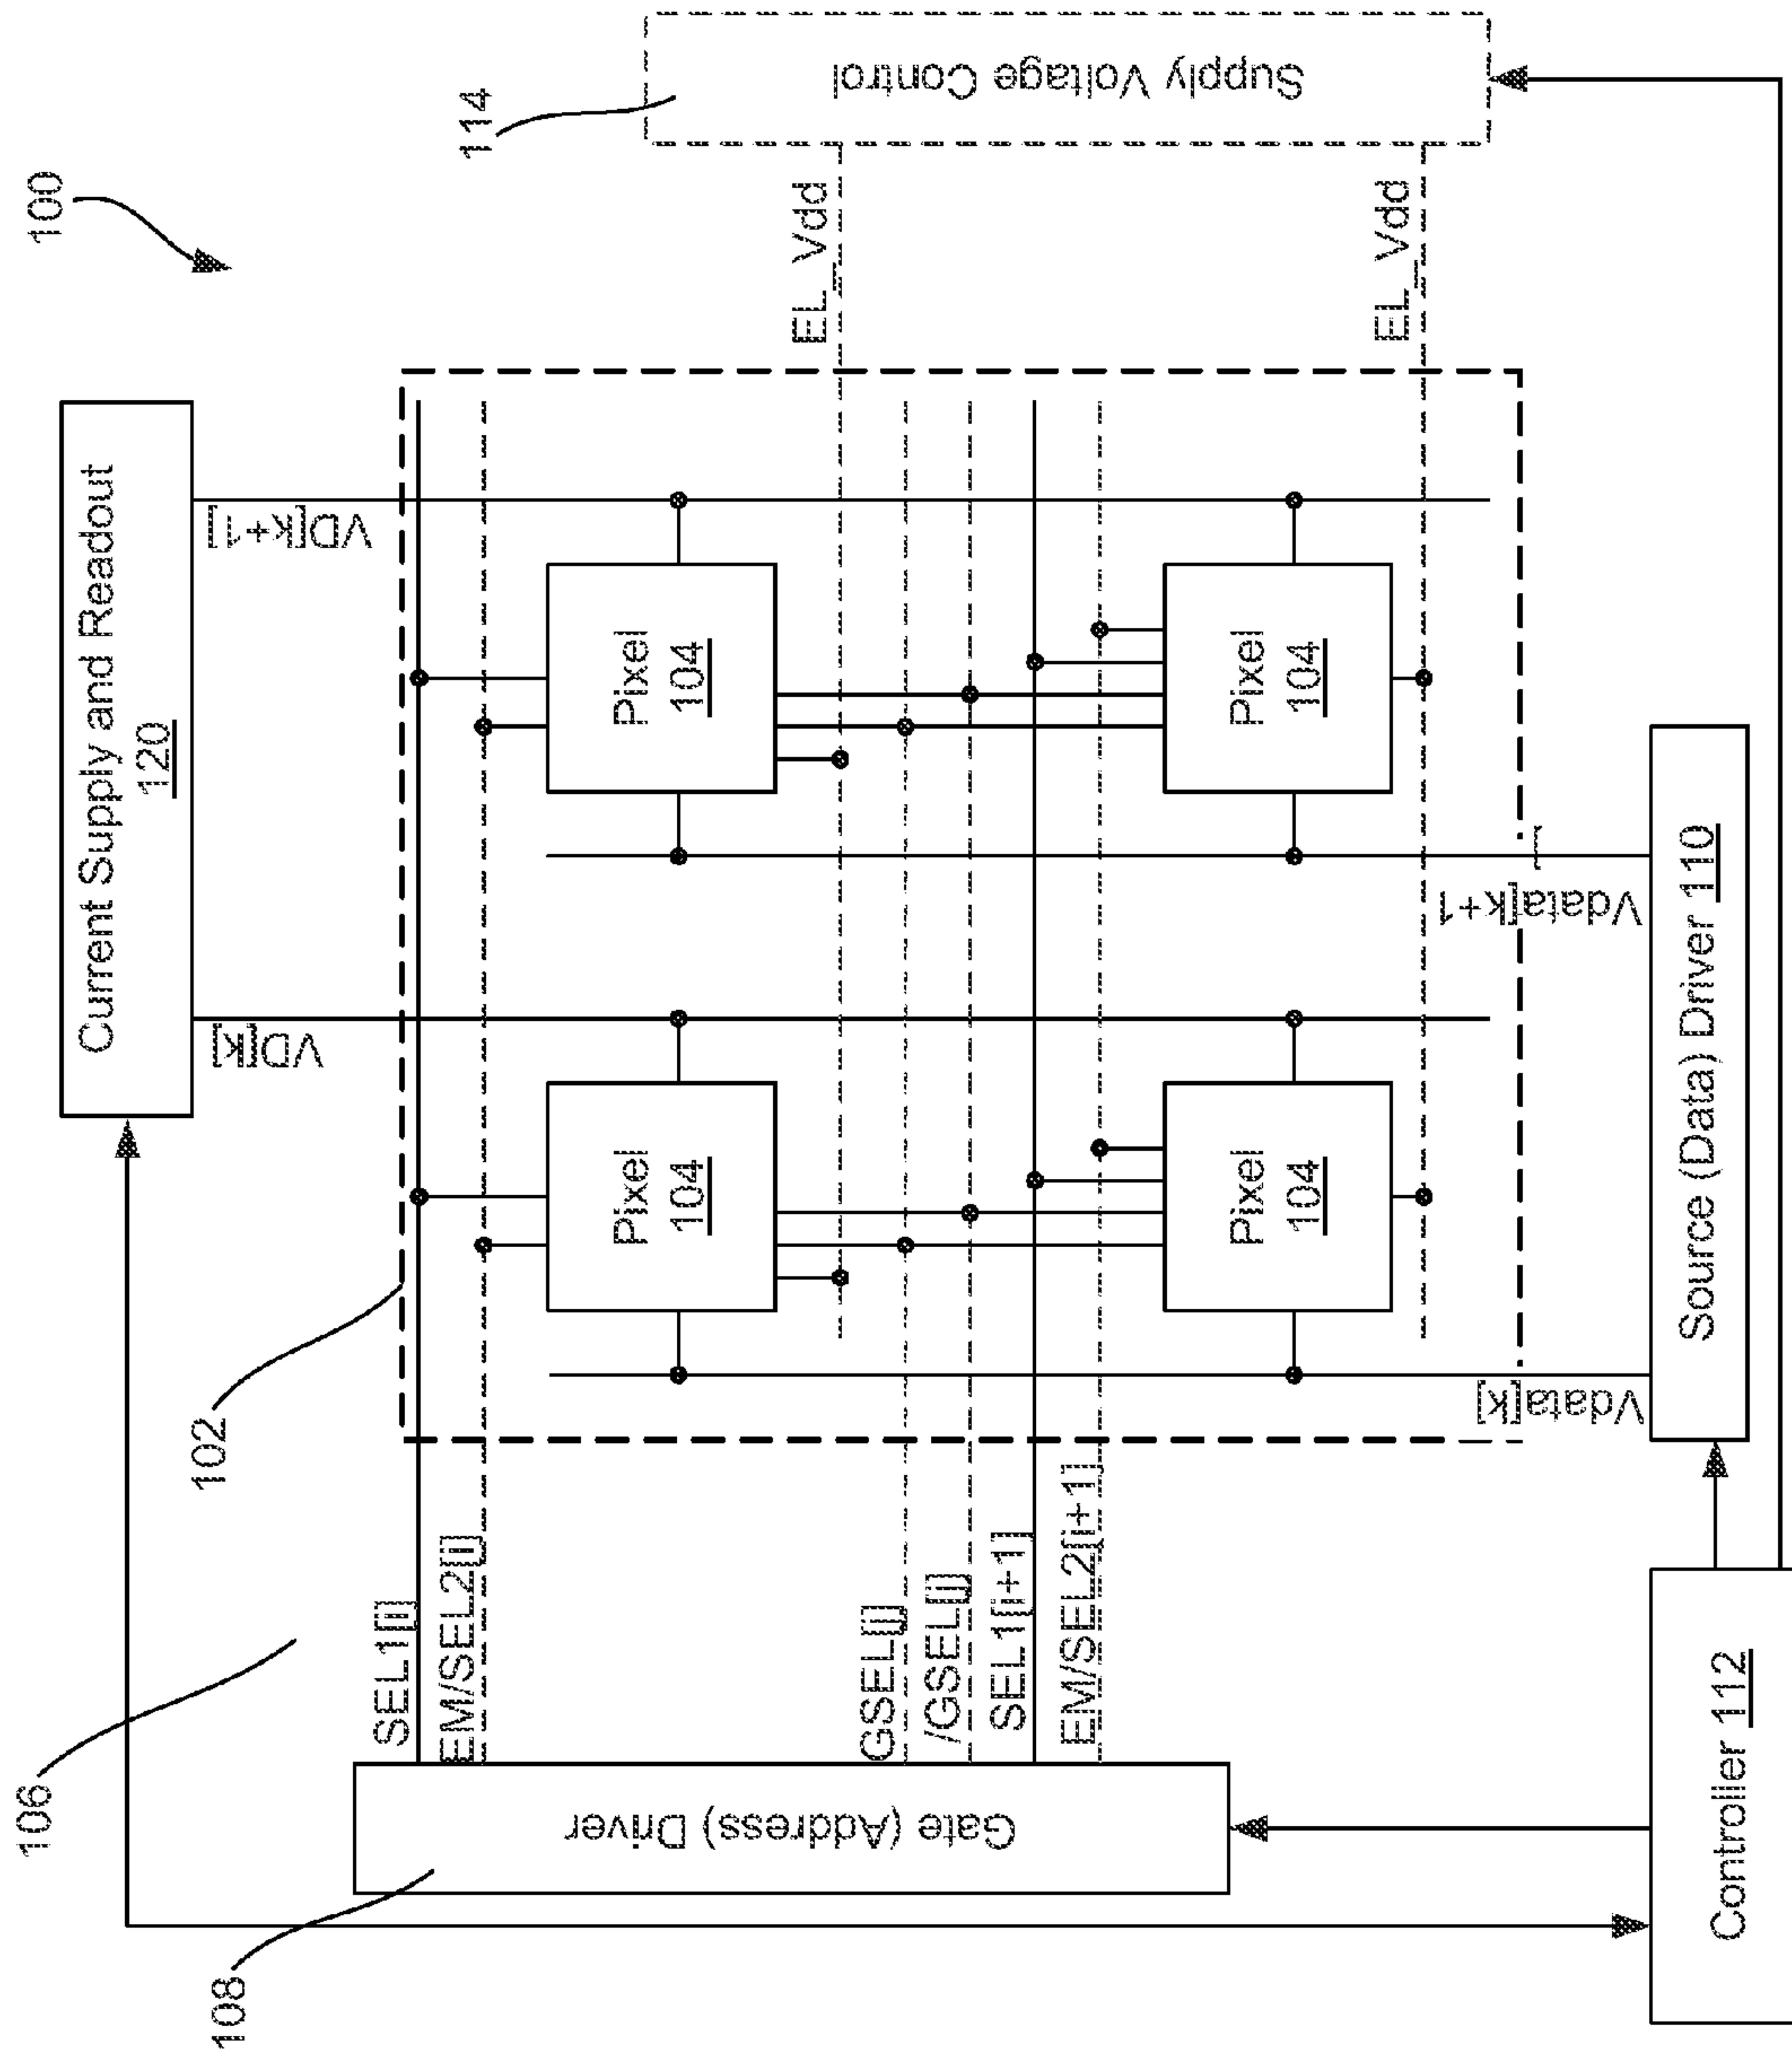 100
Current Supply and Readout
120
106
102
108
114
VD[k]
VD[k+1]
SEL1[i]
EM/SEL2[i]
Pixel
104
Pixel
104
EL_Vdd
GSEL[j]
/GSEL[j]
SEL1[i+1]
EM/SEL2[i+1]
Gate (Address) Driver
Supply Voltage Control
Pixel
104
Pixel
104
EL_Vdd
Vdata[k]
Vdata[k+1]
Controller 112
Source (Data) Driver 110